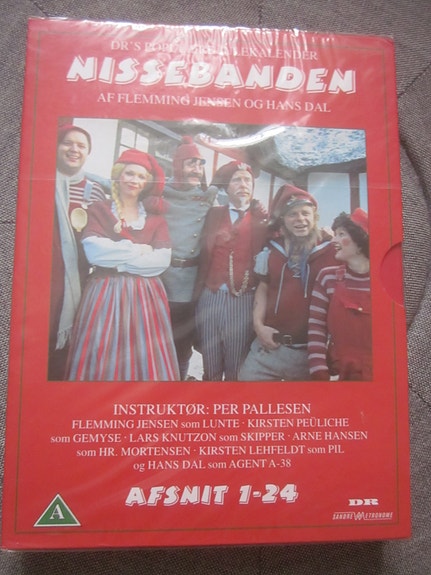 DR'S POPULÆRE JULEKALENDER
NISSEBANDEN
AF FLEMMING JENSEN OG HANS DAL
INSTRUKTØR: PER PALLESEN
FLEMMING JENSEN som LUNTE · KIRSTEN PEÜLICHE
som GEMYSE · LARS KNUTZON som SKIPPER · ARNE HANSEN
som HR. MORTENSEN · KIRSTEN LEHFELDT som PIL
og HANS DAL som AGENT A-38
AFSNIT 1-24
A
DR
SANDREW METRONOME